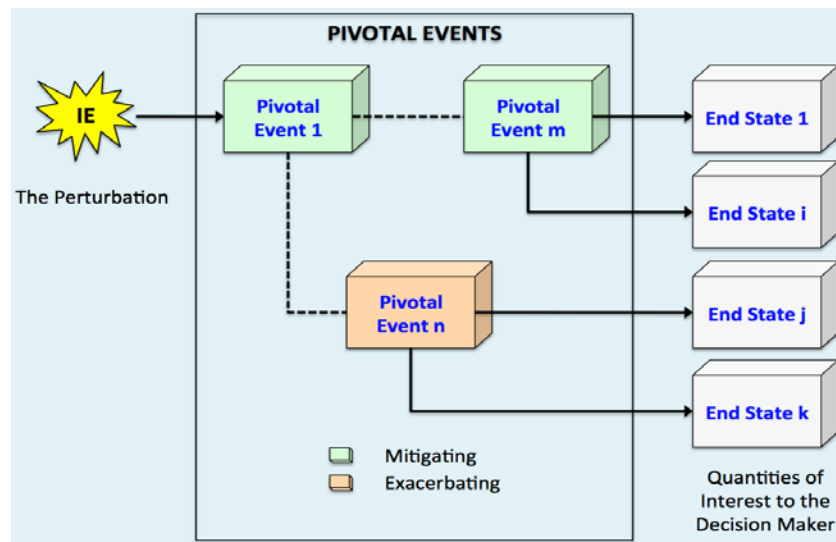 PIVOTAL EVENTS
IE
The Perturbation
Pivotal
Event 1
Pivotal
Event m
End State 1
End State i
Pivotal
Event n
End State j
End State k
Mitigating
Exacerbating
Quantities of
Interest to the
Decision Maker